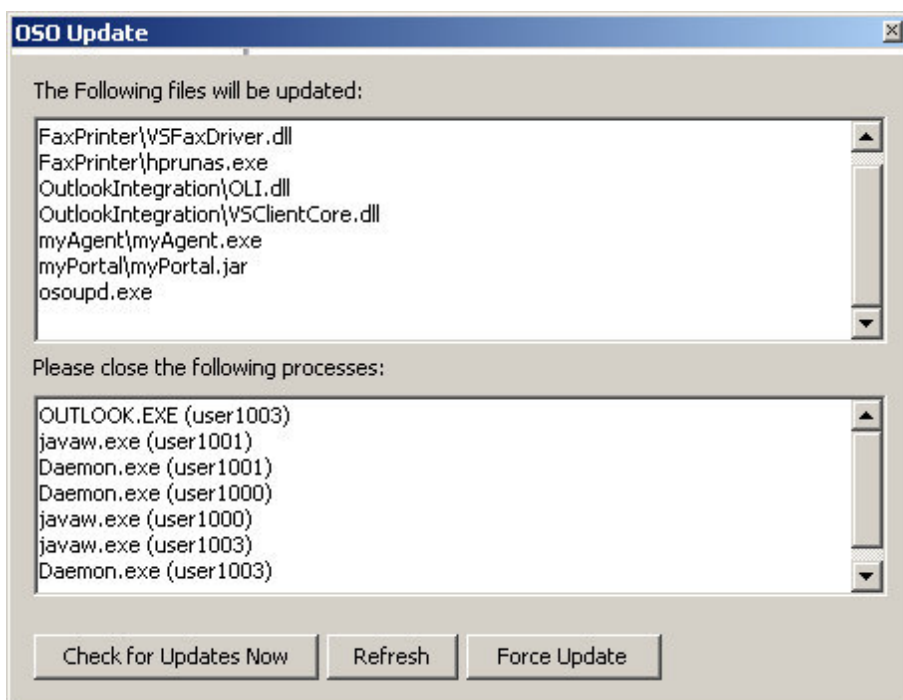 OSO Update
The Following files will be updated:
FaxPrinter\VSFaxDriver.dll
FaxPrinter\hprunas.exe
OutlookIntegration\OLI.dll
OutlookIntegration\VSClientCore.dll
myAgent\myAgent.exe
myPortal\myPortal.jar
osoupd.exe
Please close the following processes:
OUTLOOK.EXE (user1003)
javaw.exe (user1001)
Daemon.exe (user1001)
Daemon.exe (user1000)
javaw.exe (user1000)
javaw.exe (user1003)
Daemon.exe (user1003)
Check for Updates Now Refresh Force Update